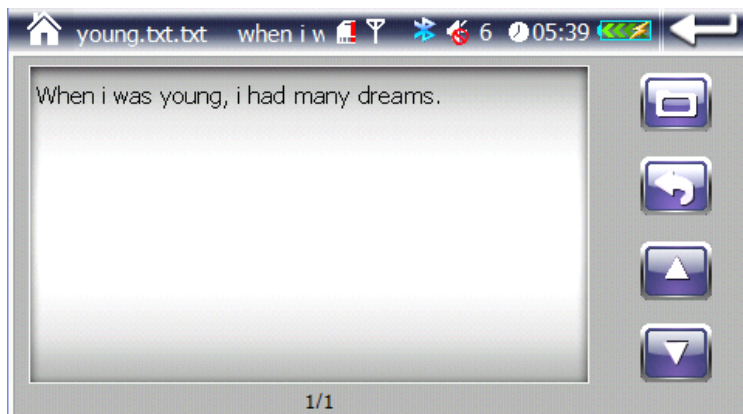 young.txt.txt when i w 6 05:39
When i was young, i had many dreams.
1/1